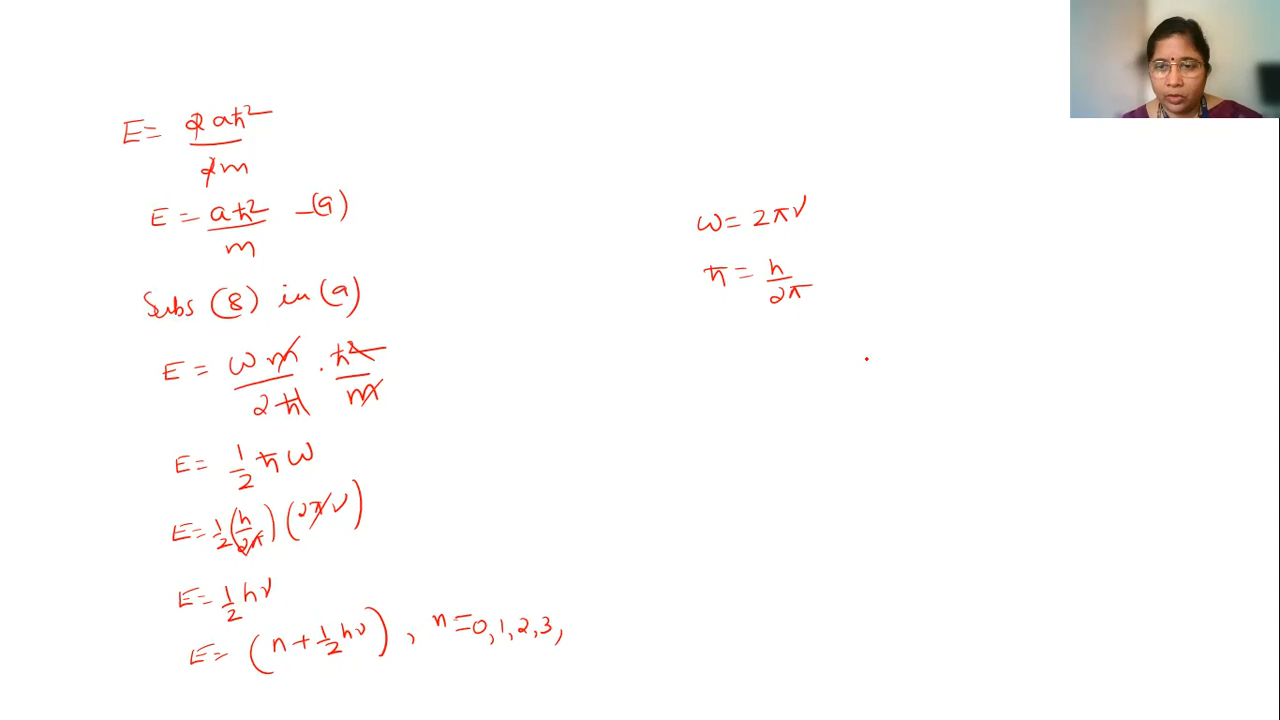 E = 2aħ²/2m
E = aħ²/m —(9)
Subs (8) in (9)
E = ωm/2ħ . ħ²/m
E = 1/2 ħω
E = 1/2 (h/2π) (2πν)
E = 1/2 hν
E = (n + 1/2 hν) , n = 0, 1, 2, 3,
ω = 2πν
ħ = h/2π